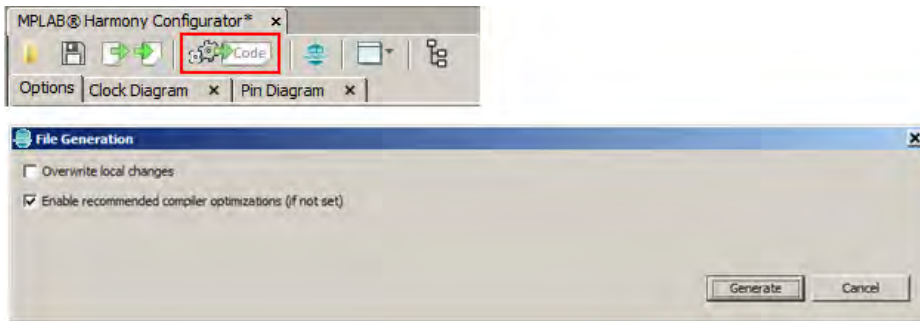 MPLAB® Harmony Configurator*
Code
Options Clock Diagram Pin Diagram
File Generation
Overwrite local changes
Enable recommended compiler optimizations (if not set)
Generate Cancel